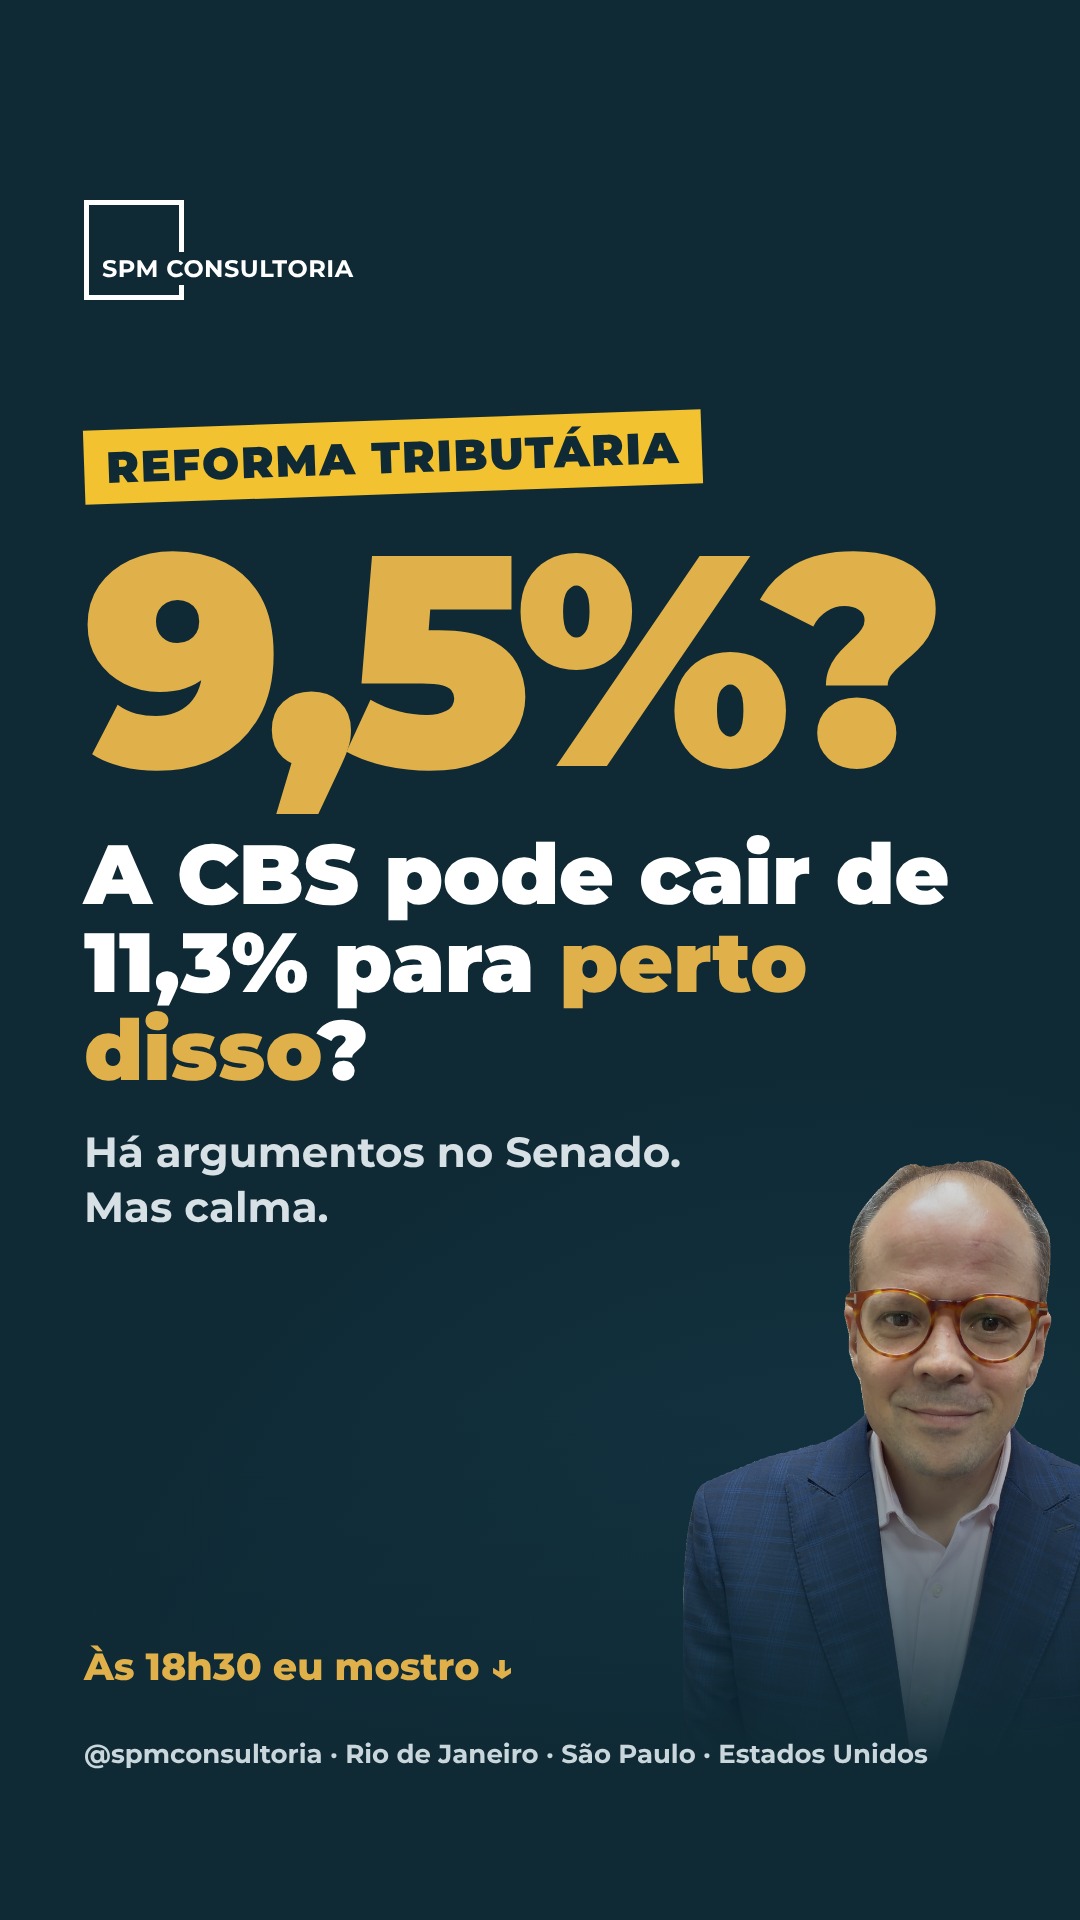 SPM CONSULTORIA
REFORMA TRIBUTÁRIA
9,5%?
A CBS pode cair de
11,3% para perto
disso?
Há argumentos no Senado.
Mas calma.
Às 18h30 eu mostro ↓
@spmconsultoria · Rio de Janeiro · São Paulo · Estados Unidos